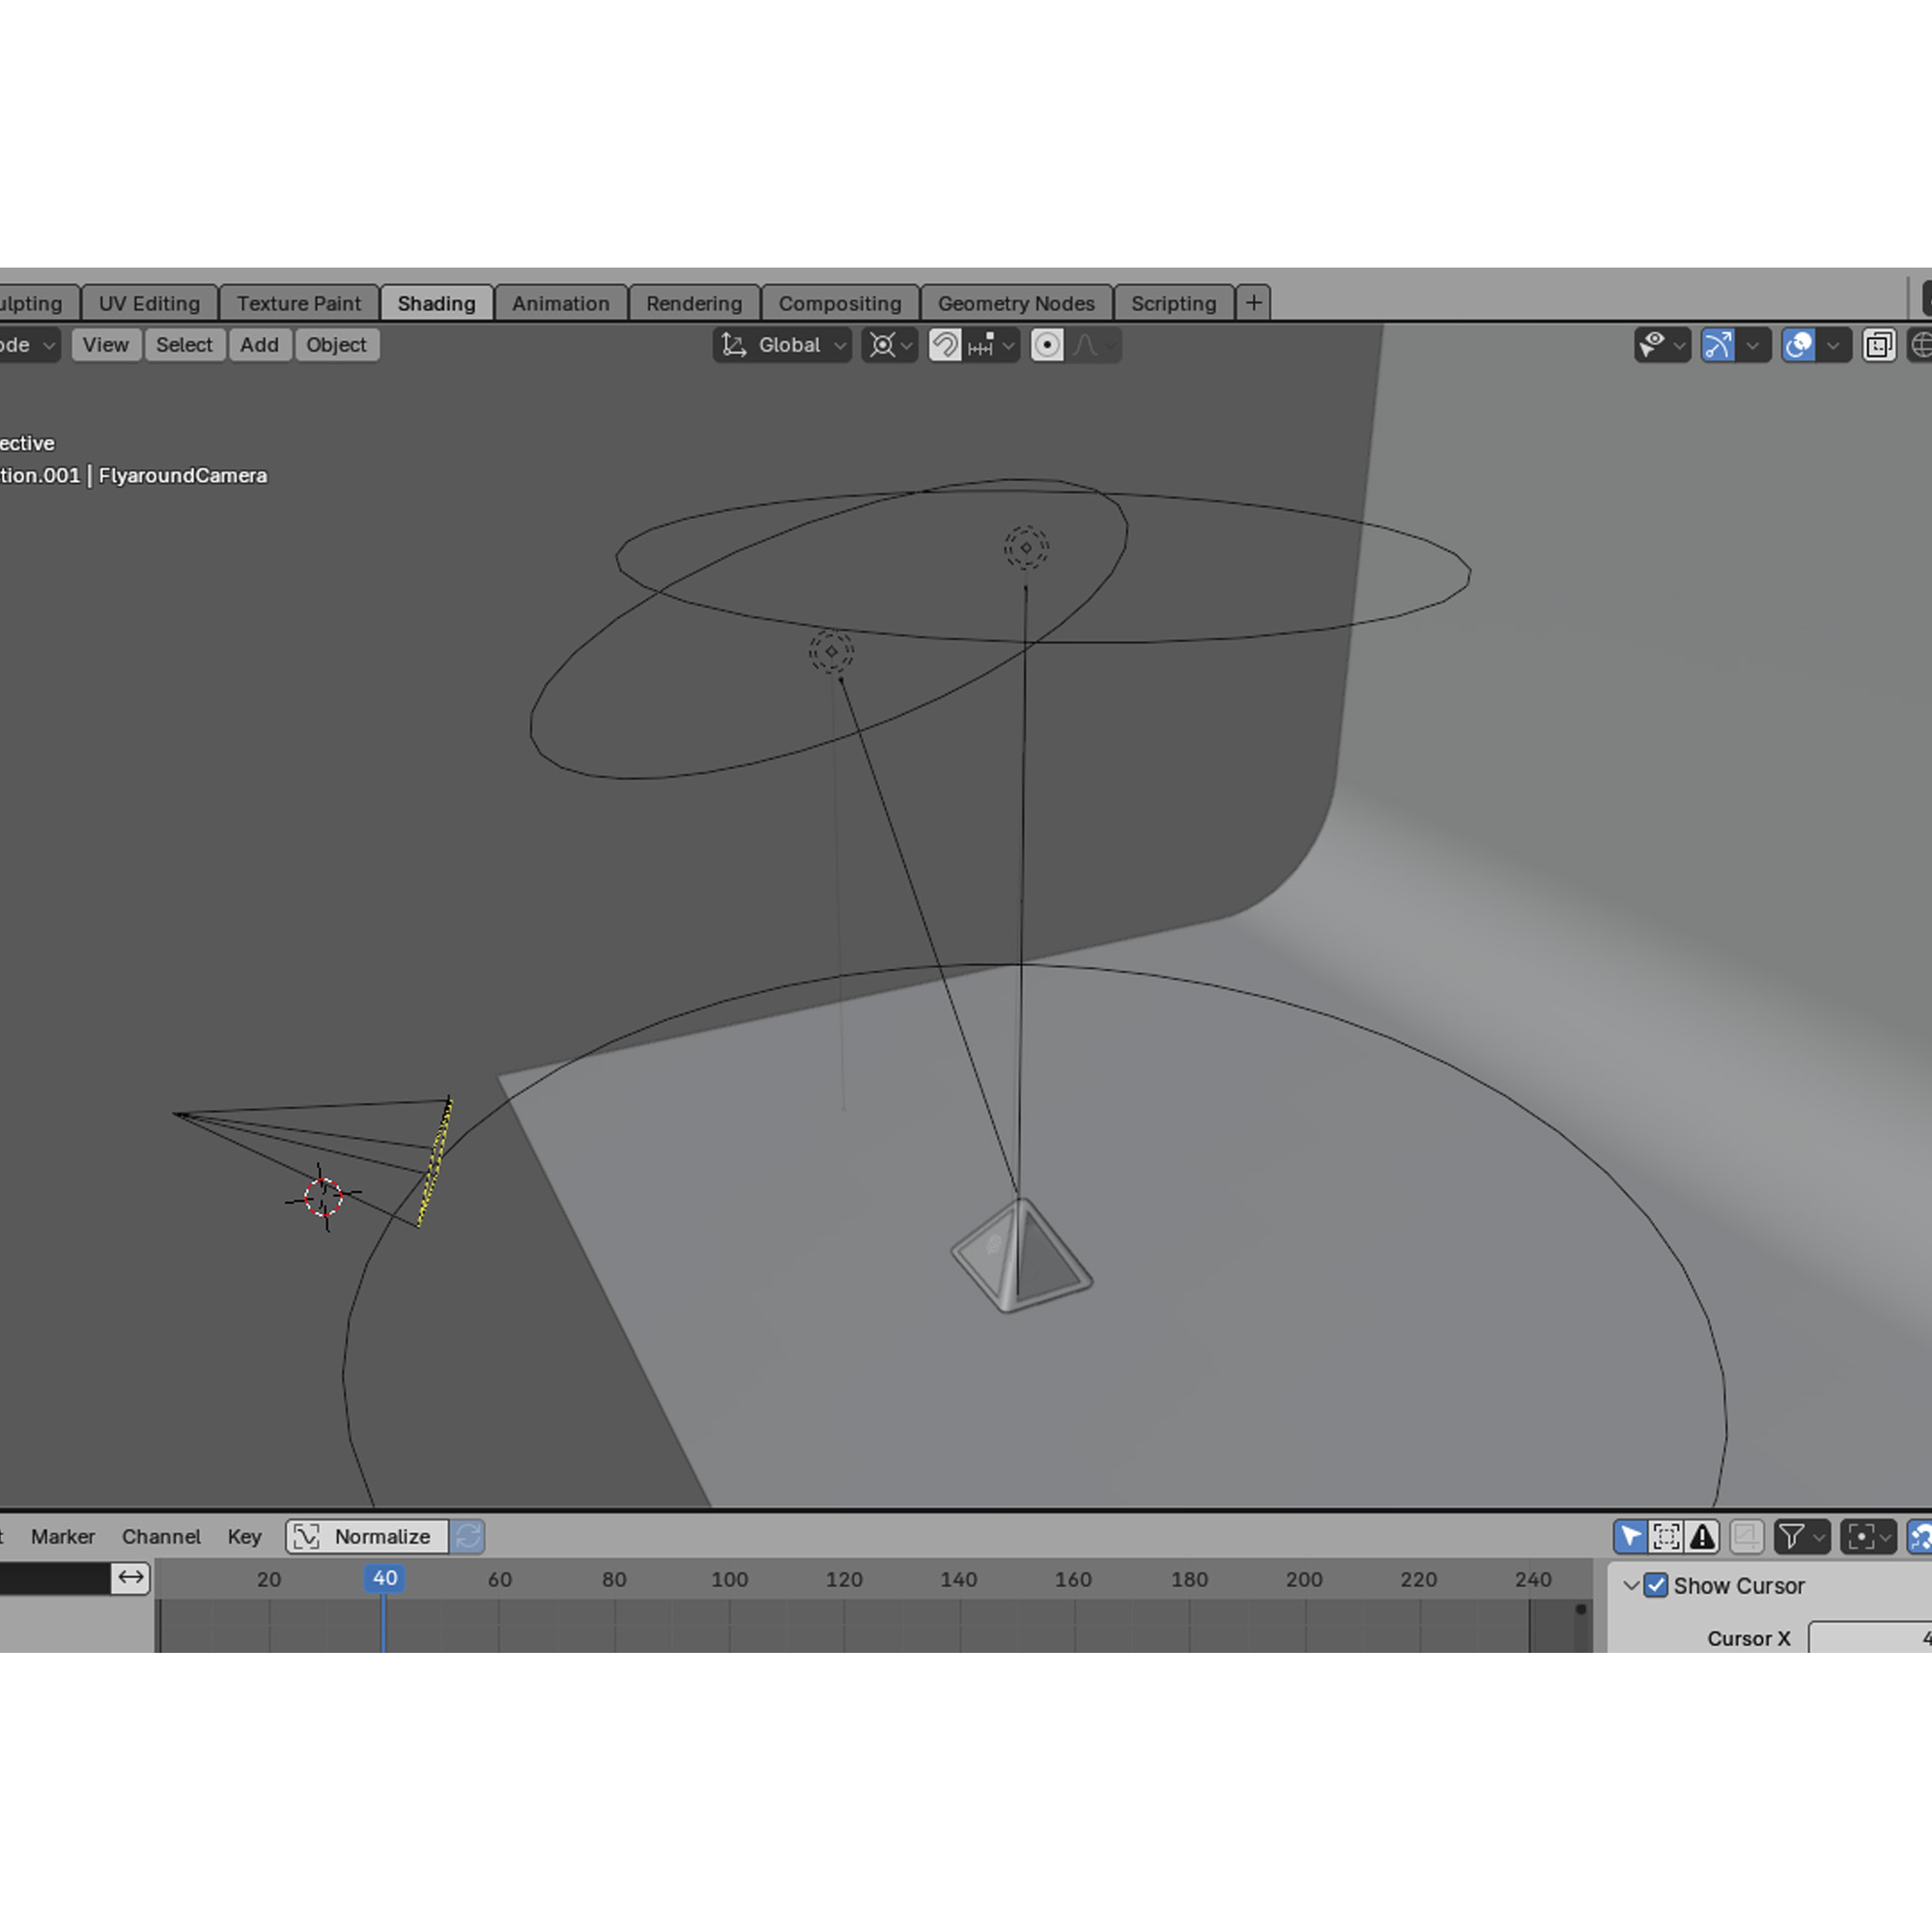 ulpting UV Editing Texture Paint Shading Animation Rendering Compositing Geometry Nodes Scripting +
ode View Select Add Object Global
ective
tion.001 | FlyaroundCamera
t Marker Channel Key Normalize
20 40 60 80 100 120 140 160 180 200 220 240
Show Cursor
Cursor X 4